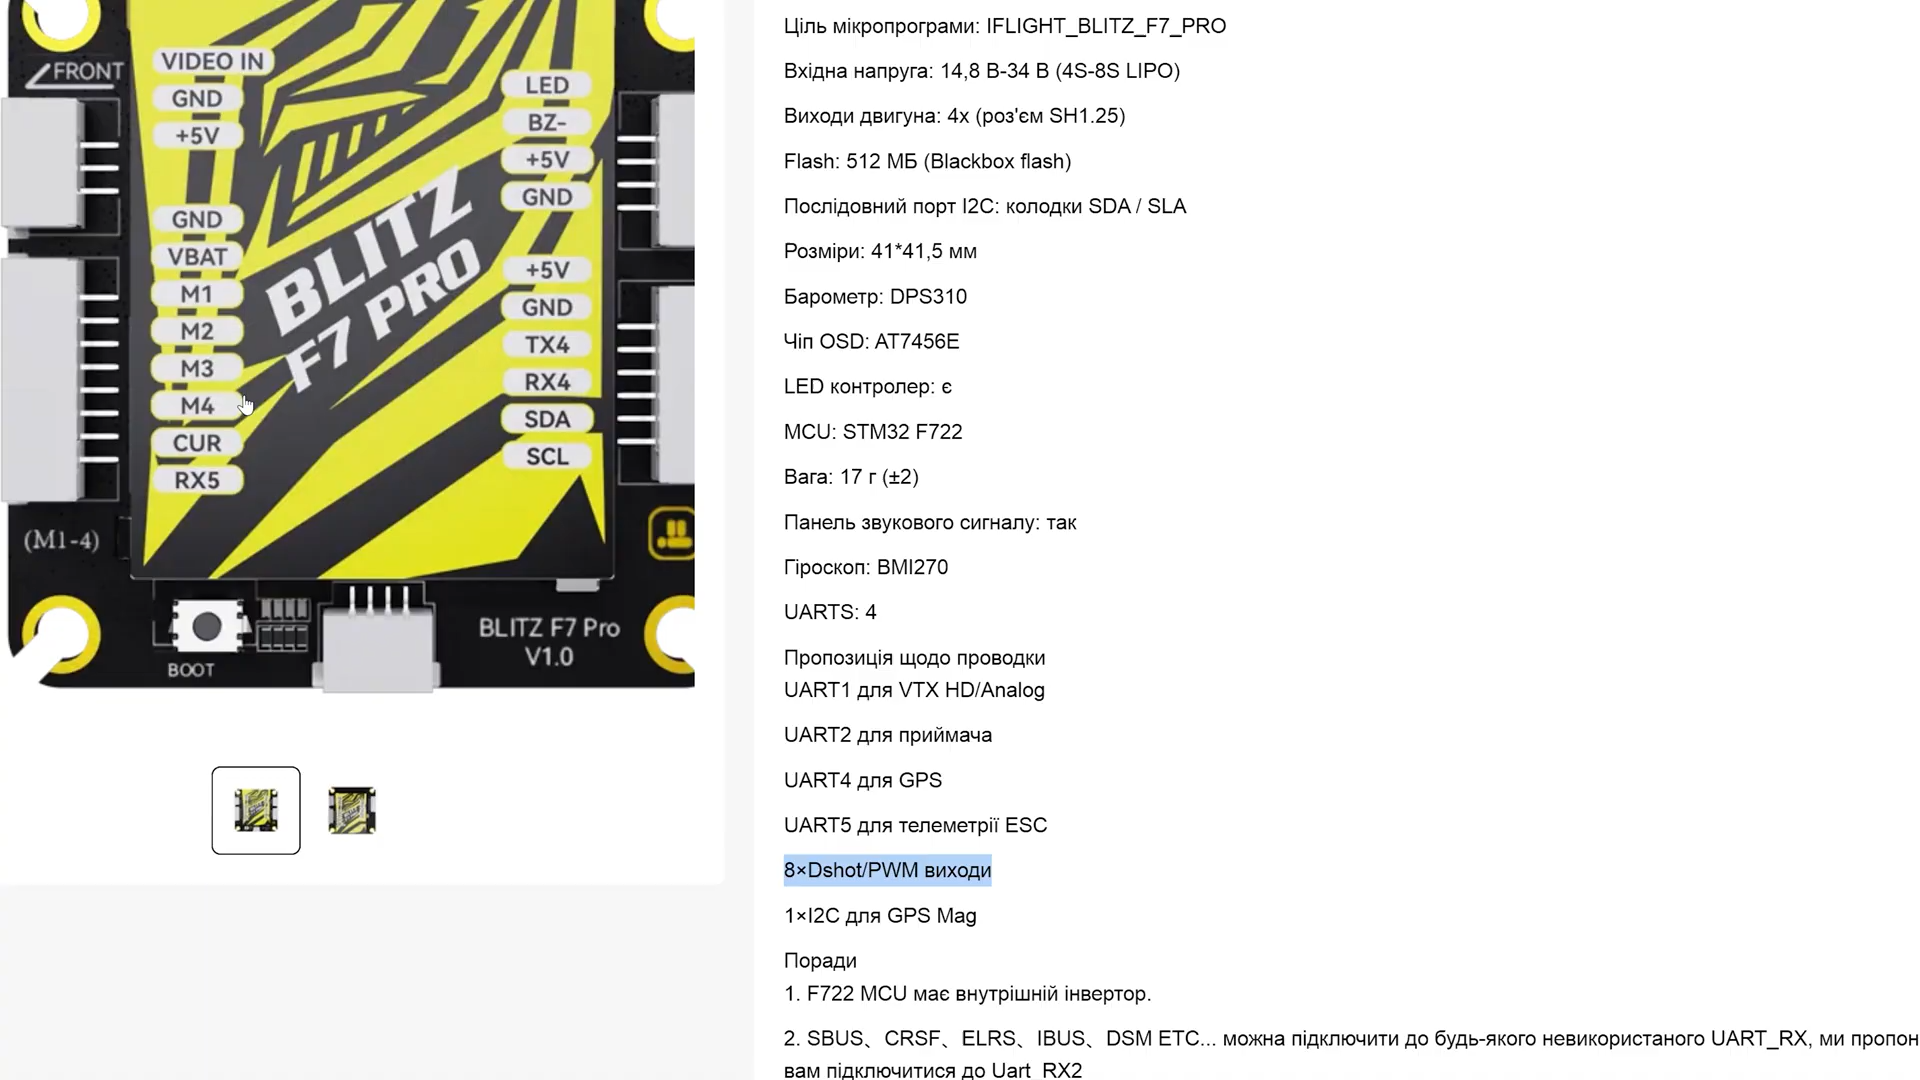 FRONT
VIDEO IN
GND
+5V
GND
VBAT
M1
M2
M3
M4
CUR
RX5
(M1-4)
LED
BZ-
+5V
GND
+5V
GND
TX4
RX4
SDA
SCL
BLITZ
F7 PRO
BOOT
BLITZ F7 Pro
V1.0
Ціль мікропрограми: IFLIGHT_BLITZ_F7_PRO
Вхідна напруга: 14,8 В-34 В (4S-8S LIPO)
Виходи двигуна: 4x (роз'єм SH1.25)
Flash: 512 МБ (Blackbox flash)
Послідовний порт I2C: колодки SDA / SLA
Розміри: 41*41,5 мм
Барометр: DPS310
Чіп OSD: AT7456E
LED контролер: є
MCU: STM32 F722
Вага: 17 г (±2)
Панель звукового сигналу: так
Гіроскоп: BMI270
UARTS: 4
Пропозиція щодо проводки
UART1 для VTX HD/Analog
UART2 для приймача
UART4 для GPS
UART5 для телеметрії ESC
8×Dshot/PWM виходи
1×I2C для GPS Mag
Поради
1. F722 MCU має внутрішній інвертор.
2. SBUS、CRSF、ELRS、IBUS、DSM ETC... можна підключити до будь-якого невикористаного UART_RX, ми пропон
вам підключитися до Uart_RX2